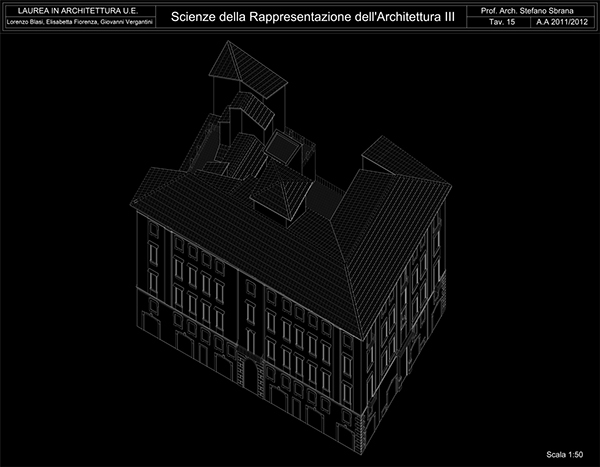 LAUREA IN ARCHITETTURA U.E.
Lorenzo Blasi, Elisabetta Fiorenza, Giovanni Vergantini
Scienze della Rappresentazione dell'Architettura III
Prof. Arch. Stefano Sbrana
Tav. 15
A.A 2011/2012
Scala 1:50